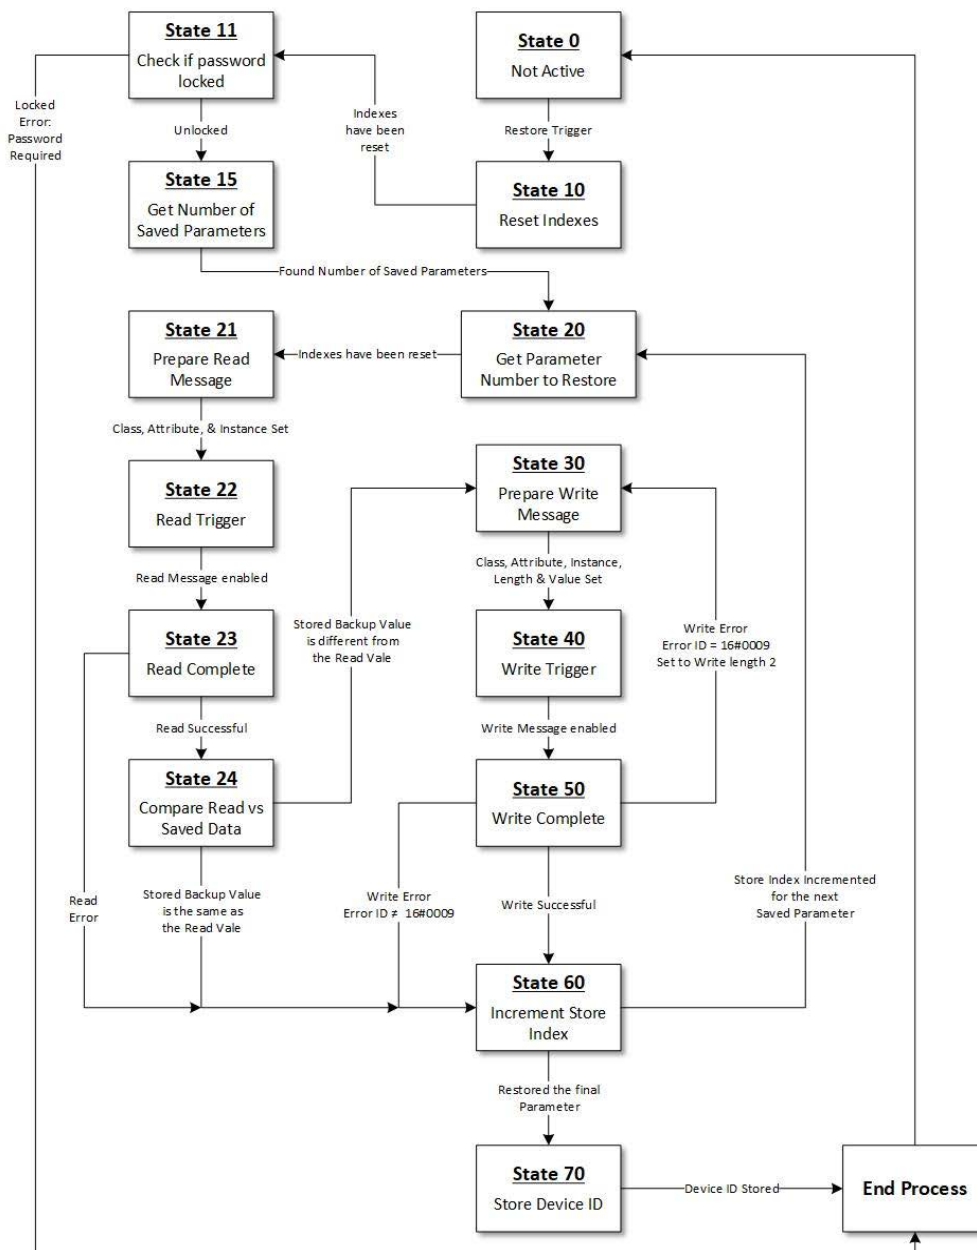 State 11
Check if password
locked
State 0
Not Active
Locked
Error:
Password
Required
Unlocked
Indexes
have been
reset
Restore Trigger
State 15
Get Number of
Saved Parameters
State 10
Reset Indexes
Found Number of Saved Parameters
State 21
Prepare Read
Message
Indexes have been reset
State 20
Get Parameter
Number to Restore
Class, Attribute, & Instance Set
State 22
Read Trigger
State 30
Prepare Write
Message
Read Message enabled
Class, Attribute, Instance,
Length & Value Set
Stored Backup Value
is different from
the Read Vale
State 23
Read Complete
State 40
Write Trigger
Write Error
Error ID = 16#0009
Set to Write length 2
Read Successful
Write Message enabled
State 24
Compare Read vs
Saved Data
State 50
Write Complete
Read
Error
Stored Backup Value
is the same as
the Read Vale
Write Error
Error ID ≠ 16#0009
Write Successful
Store Index Incremented
for the next
Saved Parameter
State 60
Increment Store
Index
Restored the final
Parameter
State 70
Store Device ID
Device ID Stored
End Process